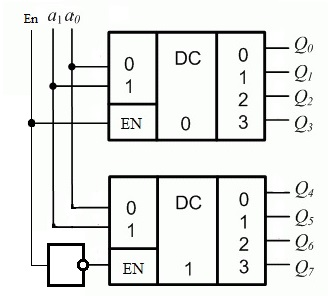 En a1 a0
0 DC 0 Q0
1 1 Q1
2 Q2
EN 0 3 Q3
0 DC 0 Q4
1 1 Q5
2 Q6
EN 1 3 Q7